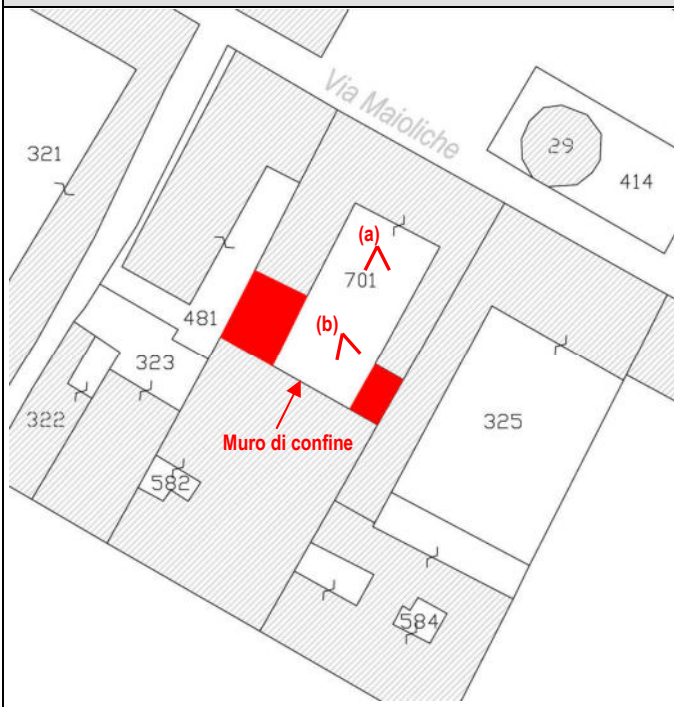 Via Maioliche
321
29
414
(a)
701
(b)
481
323
322
325
Muro di confine
582
584